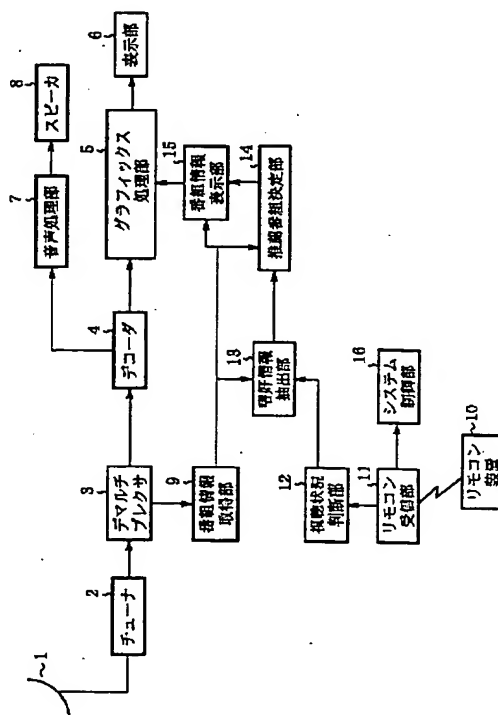 1
2
チューナ
3
デマルチ
プレクサ
4
デコーダ
5
グラフィックス
処理部
6
表示部
7
音声処理部
8
スピーカ
9
番組情報
取得部
15
番組情報
表示部
14
推薦番組決定部
13
嗜好情報
抽出部
12
視聴状況
判断部
11
リモコン
受信部
16
システム
制御部
10
リモコン
装置